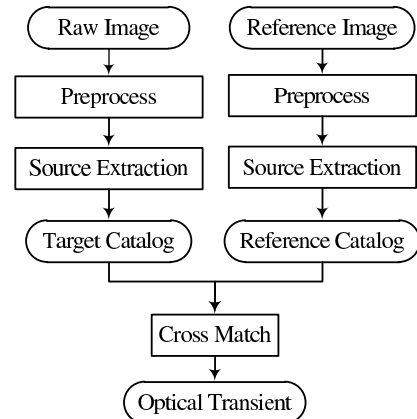 Raw Image
Reference Image
Preprocess
Preprocess
Source Extraction
Source Extraction
Target Catalog
Reference Catalog
Cross Match
Optical Transient